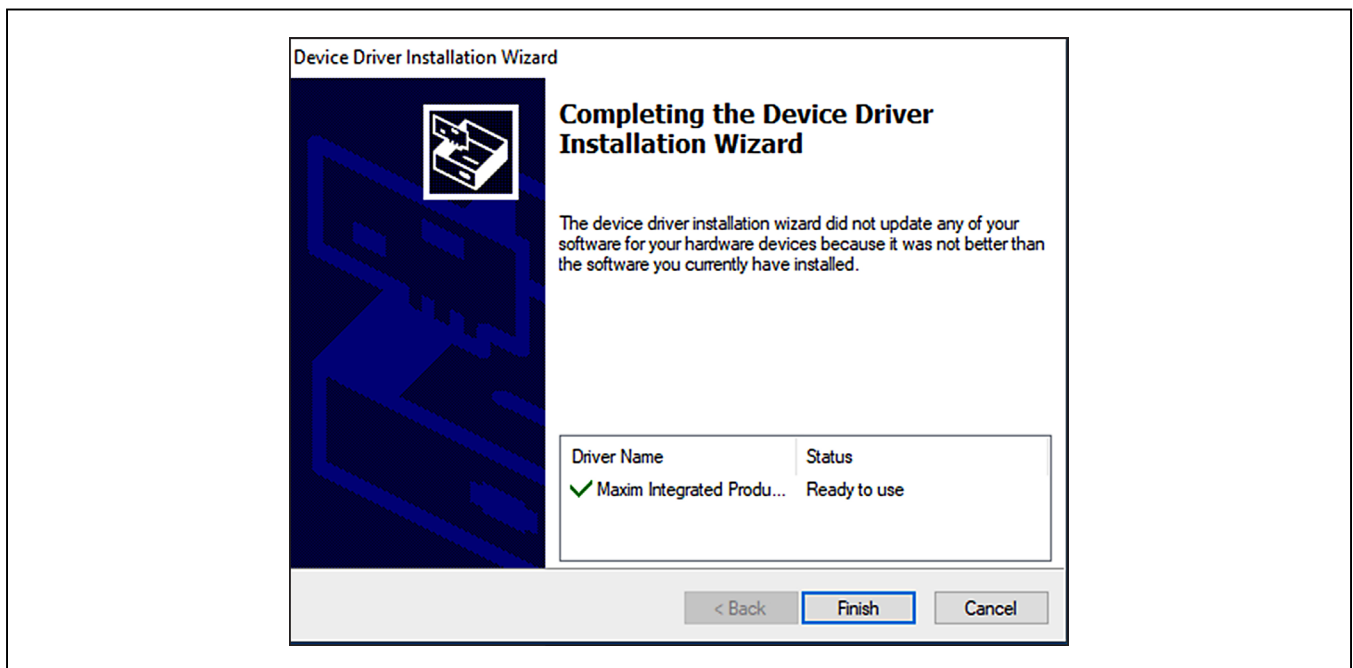 Device Driver Installation Wizard
Completing the Device Driver
Installation Wizard
The device driver installation wizard did not update any of your
software for your hardware devices because it was not better than
the software you currently have installed.
Driver Name Status
Maxim Integrated Produ... Ready to use
< Back Finish Cancel